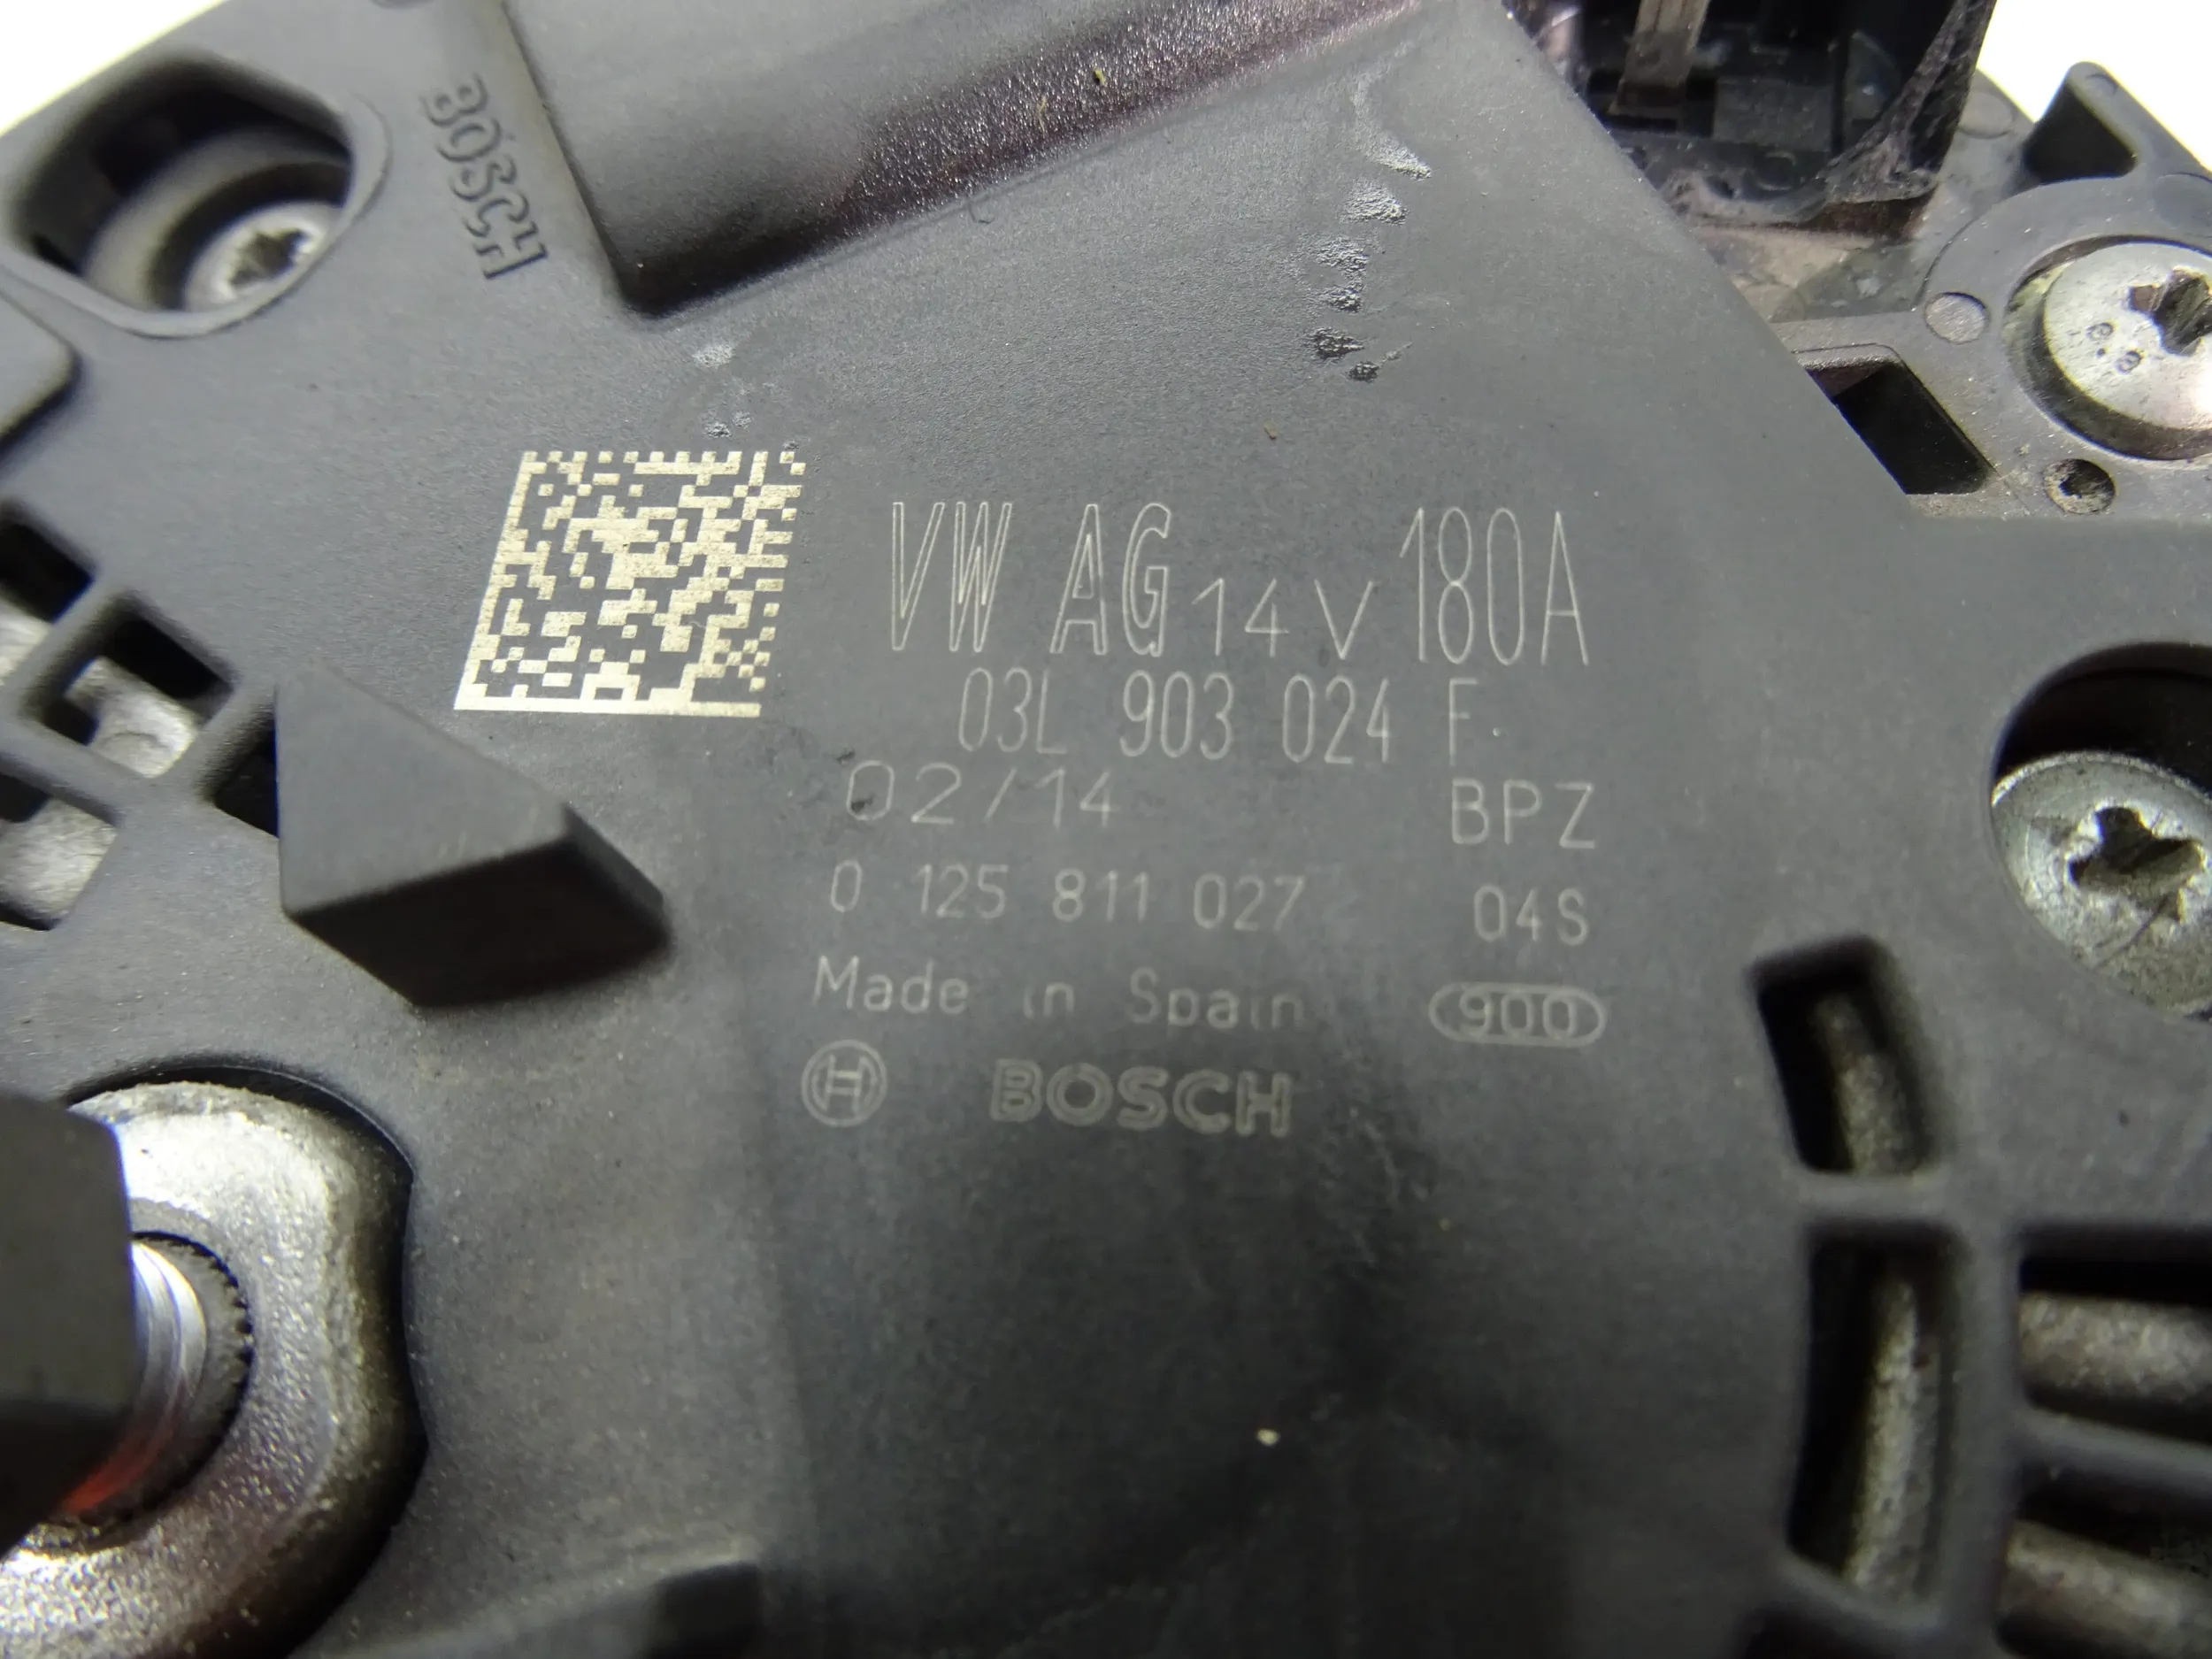 BOSCH
VW AG 14V 180A
03L 903 024 F
02/14 BPZ
0 125 811 027 04S
Made in Spain 900
BOSCH